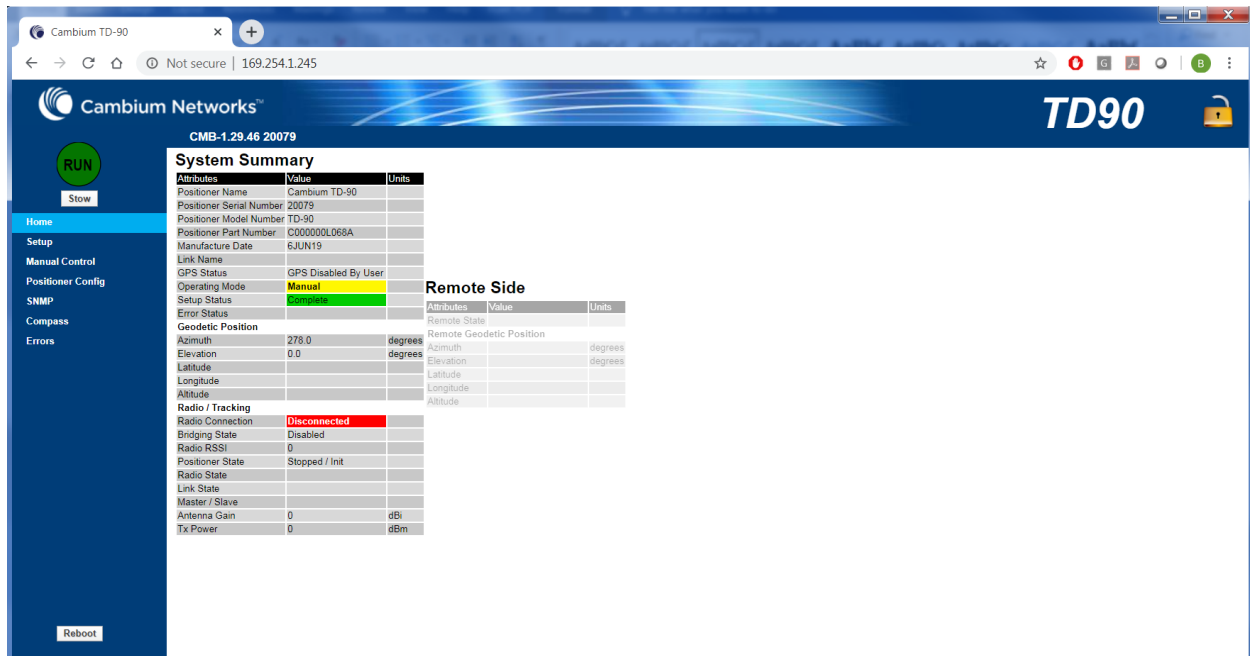 Cambium TD-90
Not secure | 169.254.1.245
G
B
Cambium Networks™
TD90
CMB-1.29.46 20079
RUN
Stow
Home
Setup
Manual Control
Positioner Config
SNMP
Compass
Errors
Reboot
System Summary
Attributes Value Units
Positioner Name Cambium TD-90
Positioner Serial Number 20079
Positioner Model Number TD-90
Positioner Part Number C000000L068A
Manufacture Date 6JUN19
Link Name
GPS Status GPS Disabled By User
Operating Mode Manual
Setup Status Complete
Error Status
Geodetic Position
Azimuth 278.0 degrees
Elevation 0.0 degrees
Latitude
Longitude
Altitude
Radio / Tracking
Radio Connection Disconnected
Bridging State Disabled
Radio RSSI 0
Positioner State Stopped / Init
Radio State
Link State
Master / Slave
Antenna Gain 0 dBi
Tx Power 0 dBm
Remote Side
Attributes Value Units
Remote State
Remote Geodetic Position
Azimuth degrees
Elevation degrees
Latitude
Longitude
Altitude